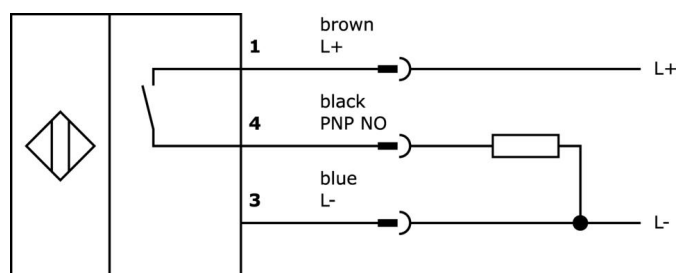 brown
1 L+
L+
black
4 PNP NO
blue
3 L-
L-